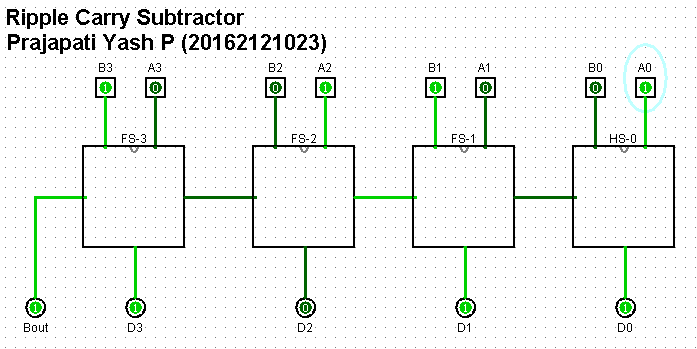 Ripple Carry Subtractor
Prajapati Yash P (20162121023)
B3 A3 B2 A2 B1 A1 B0 A0
1 0 0 1 1 0 0 1
FS-3 FS-2 FS-1 HS-0
1 1 0 1 1
Bout D3 D2 D1 D0